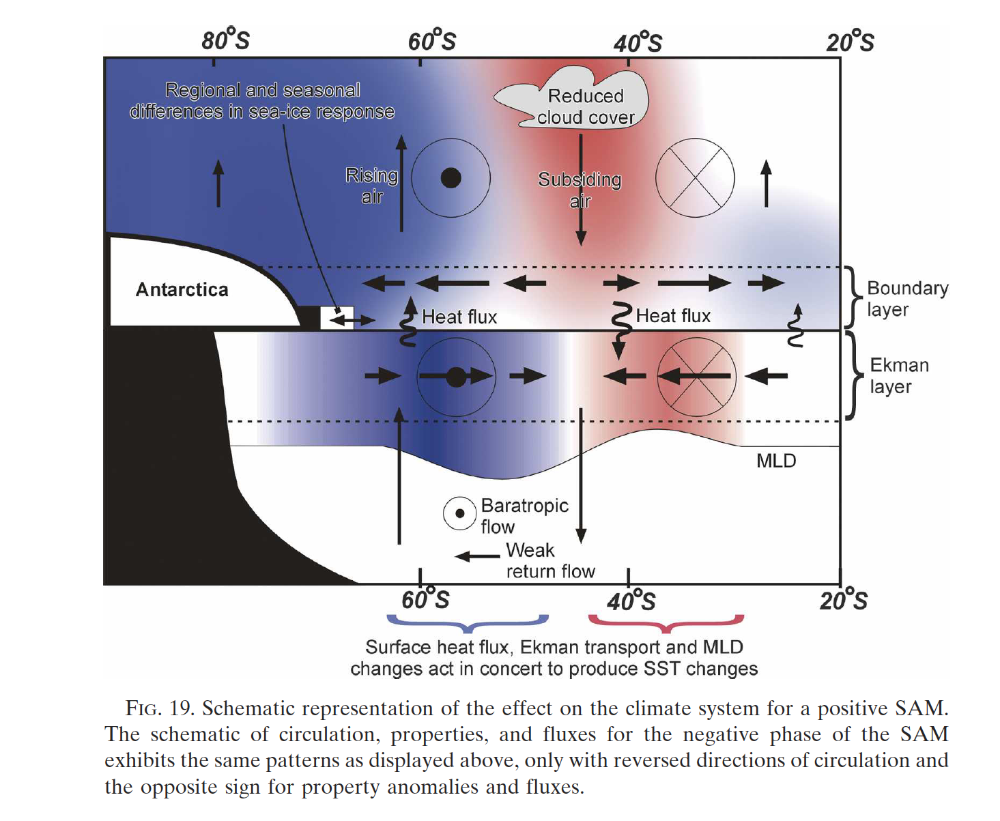 80°S 60°S 40°S 20°S
Regional and seasonal
differences in sea-ice response
Reduced
cloud cover
Rising
air
Subsiding
air
Antarctica
Boundary
layer
Heat flux
Heat flux
Ekman
layer
MLD
Baratropic
flow
Weak
return flow
60°S 40°S 20°S
Surface heat flux, Ekman transport and MLD
changes act in concert to produce SST changes
FIG. 19. Schematic representation of the effect on the climate system for a positive SAM.
The schematic of circulation, properties, and fluxes for the negative phase of the SAM
exhibits the same patterns as displayed above, only with reversed directions of circulation and
the opposite sign for property anomalies and fluxes.